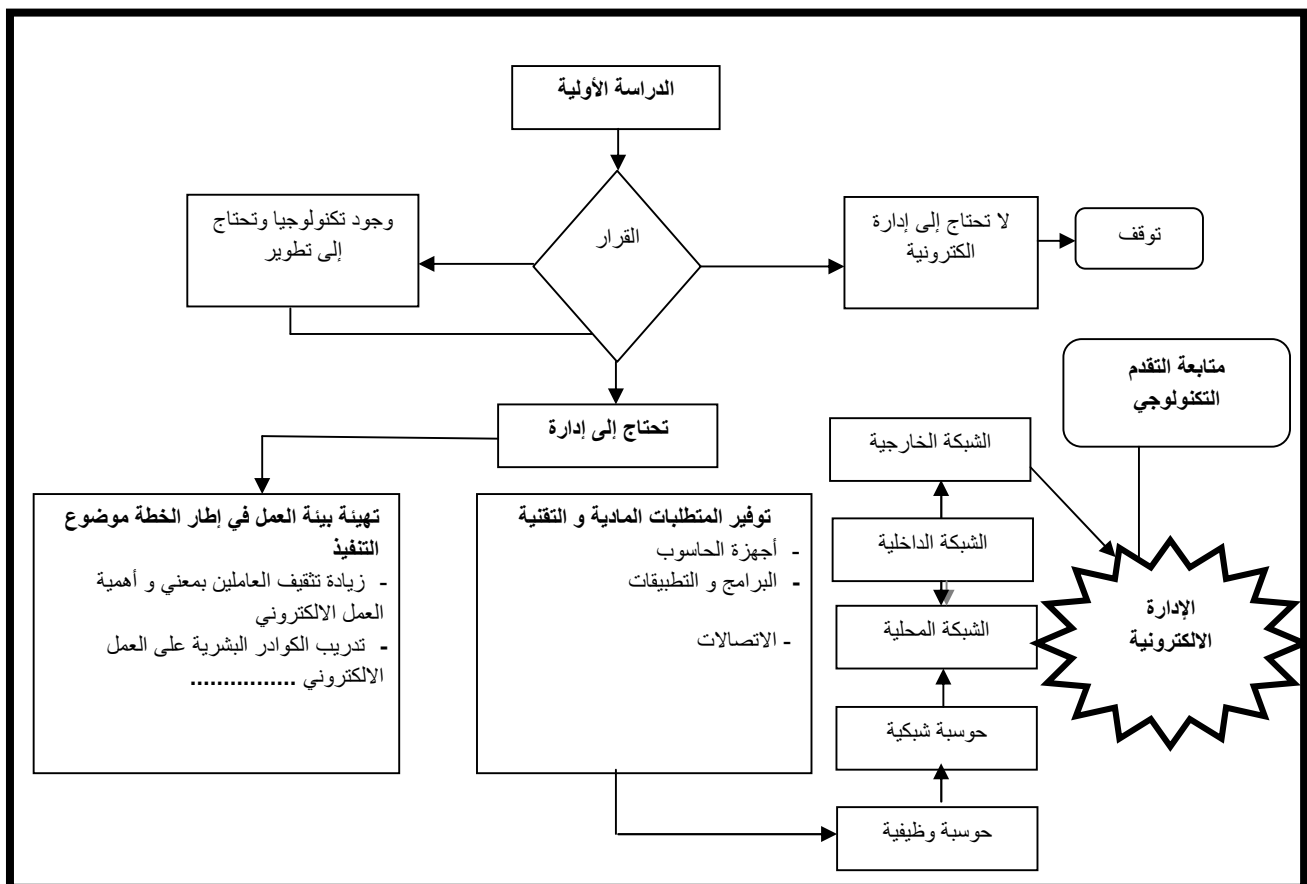 الدراسة الأولية
القرار
وجود تكنولوجيا وتحتاج
إلى تطوير
لا تحتاج إلى إدارة
الكترونية
توقف
متابعة التقدم
التكنولوجي
تحتاج إلى إدارة
تهيئة بيئة العمل في إطار الخطة موضوع
التنفيذ
- زيادة تثقيف العاملين بمعني و أهمية
العمل الالكتروني
- تدريب الكوادر البشرية على العمل
الالكتروني ................
توفير المتطلبات المادية و التقنية
- أجهزة الحاسوب
- البرامج و التطبيقات
- الاتصالات
الشبكة الخارجية
الشبكة الداخلية
الشبكة المحلية
حوسبة شبكية
حوسبة وظيفية
الإدارة
الالكترونية